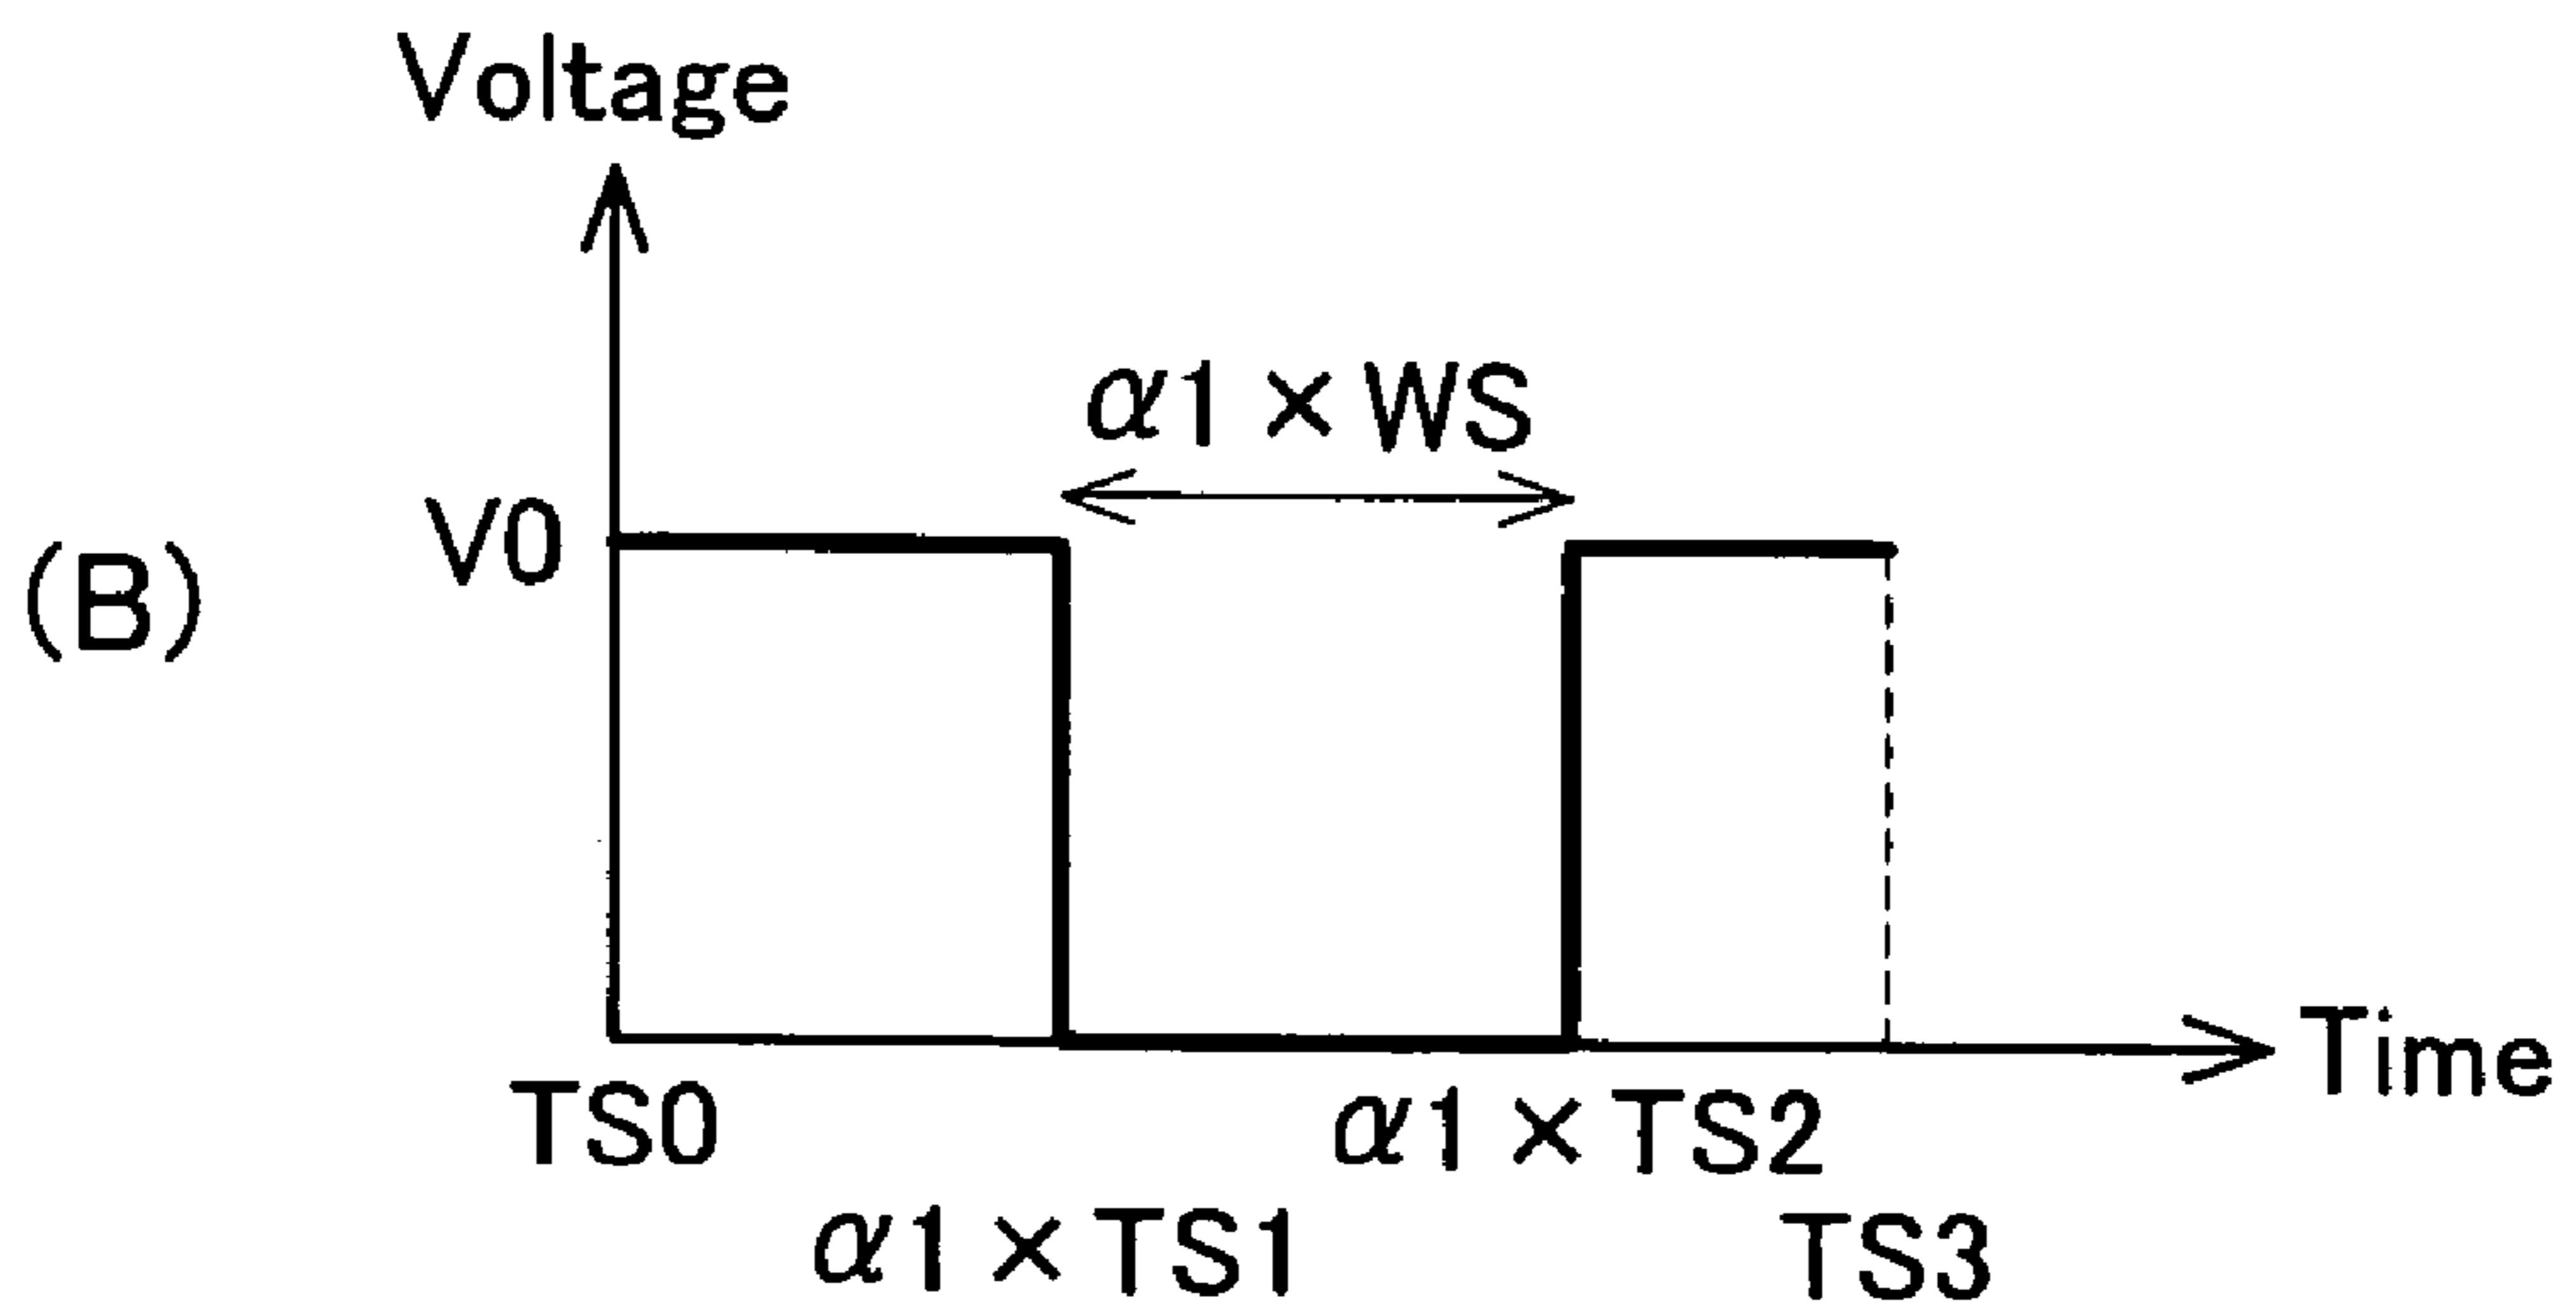 Voltage
α1×WS
V0
(B)
Time
TS0
α1×TS2
α1×TS1
TS3